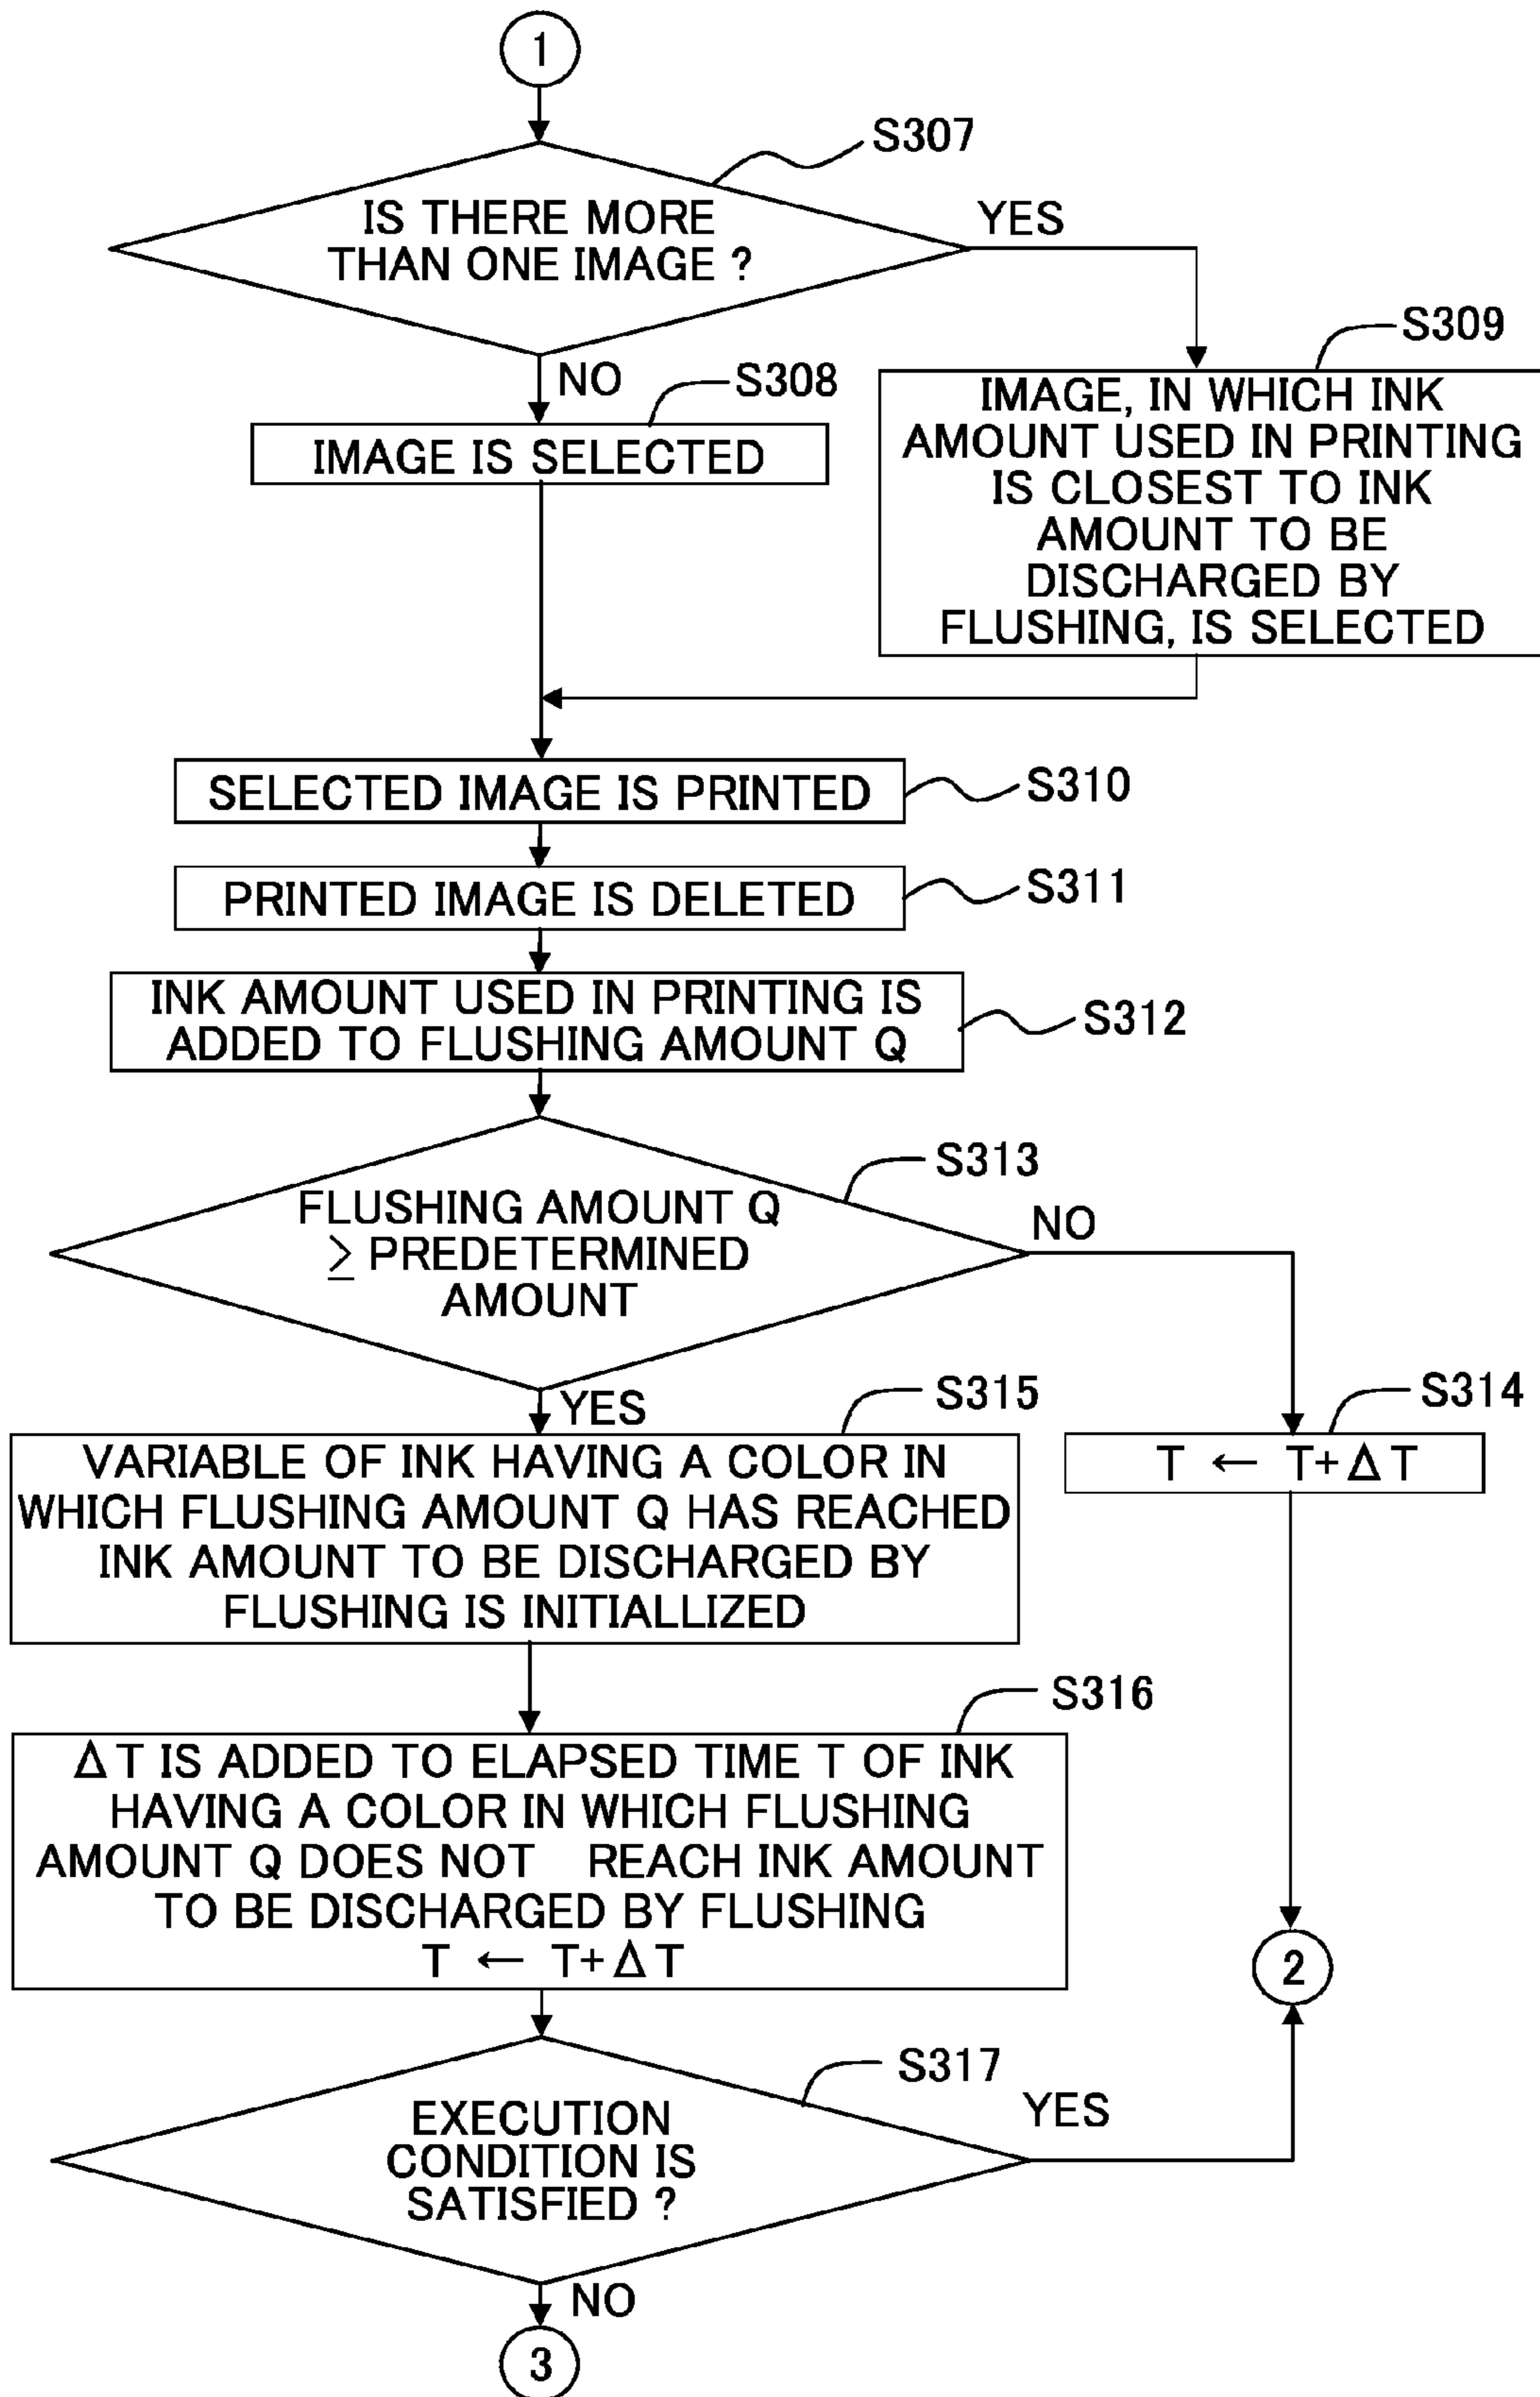 1
S307
IS THERE MORE
THAN ONE IMAGE ?
YES
NO
S308
IMAGE IS SELECTED
S309
IMAGE, IN WHICH INK
AMOUNT USED IN PRINTING
IS CLOSEST TO INK
AMOUNT TO BE
DISCHARGED BY
FLUSHING, IS SELECTED
SELECTED IMAGE IS PRINTED
S310
PRINTED IMAGE IS DELETED
S311
INK AMOUNT USED IN PRINTING IS
ADDED TO FLUSHING AMOUNT Q
S312
S313
FLUSHING AMOUNT Q
≥ PREDETERMINED
AMOUNT
NO
YES
S314
T ← T+ΔT
S315
VARIABLE OF INK HAVING A COLOR IN
WHICH FLUSHING AMOUNT Q HAS REACHED
INK AMOUNT TO BE DISCHARGED BY
FLUSHING IS INITIALLIZED
S316
ΔT IS ADDED TO ELAPSED TIME T OF INK
HAVING A COLOR IN WHICH FLUSHING
AMOUNT Q DOES NOT REACH INK AMOUNT
TO BE DISCHARGED BY FLUSHING
T ← T+ΔT
2
S317
EXECUTION
CONDITION IS
SATISFIED ?
YES
NO
3